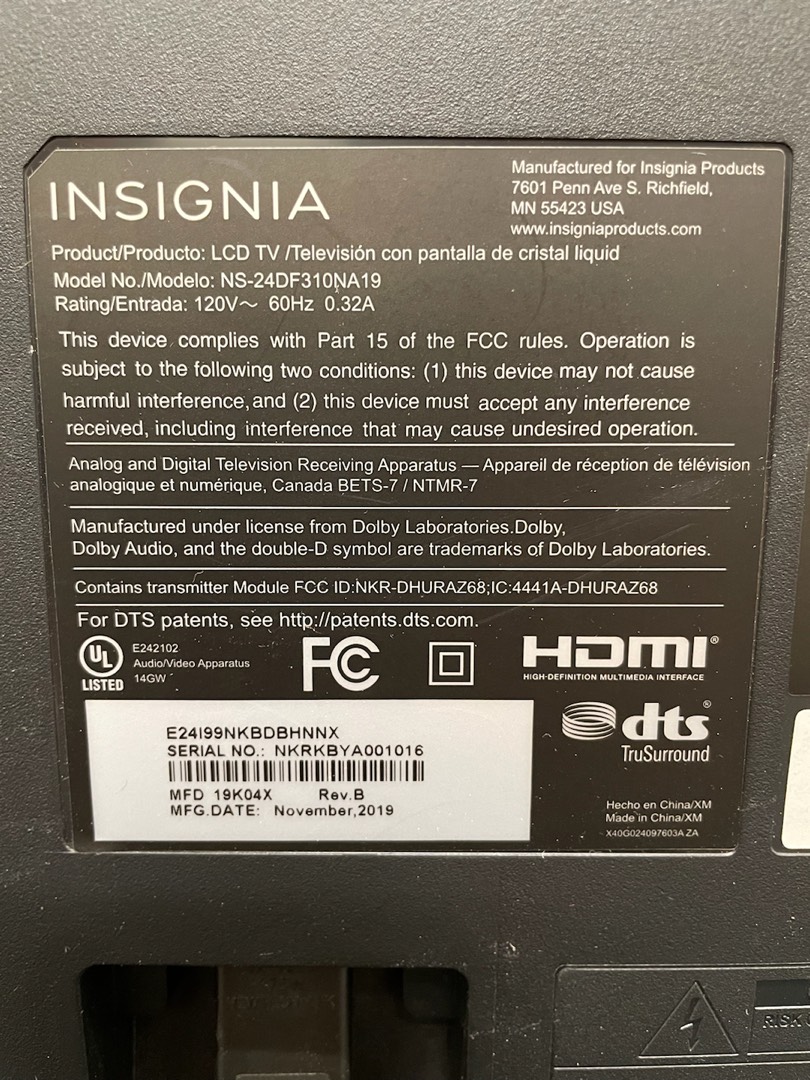 INSIGNIA
Manufactured for Insignia Products
7601 Penn Ave S. Richfield,
MN 55423 USA
www.insigniaproducts.com
Product/Producto: LCD TV /Televisión con pantalla de cristal liquid
Model No./Modelo: NS-24DF310NA19
Rating/Entrada: 120V～ 60Hz 0.32A
This device complies with Part 15 of the FCC rules. Operation is
subject to the following two conditions: (1) this device may not cause
harmful interference,and (2) this device must accept any interference
received, including interference that may cause undesired operation.
Analog and Digital Television Receiving Apparatus — Appareil de réception de télévision
analogique et numérique, Canada BETS-7 / NTMR-7
Manufactured under license from Dolby Laboratories.Dolby,
Dolby Audio, and the double-D symbol are trademarks of Dolby Laboratories.
Contains transmitter Module FCC ID:NKR-DHURAZ68;IC:4441A-DHURAZ68
For DTS patents, see http://patents.dts.com.
UL
LISTED
E242102
Audio/Video Apparatus
14GW
FC
HDMI®
HIGH-DEFINITION MULTIMEDIA INTERFACE
dts®
TruSurround
E24I99NKBDBHNNX
SERIAL NO.: NKRKBYA001016
MFD 19K04X Rev.B
MFG.DATE: November,2019
Hecho en China/XM
Made in China/XM
X40G024097603A ZA
RISK